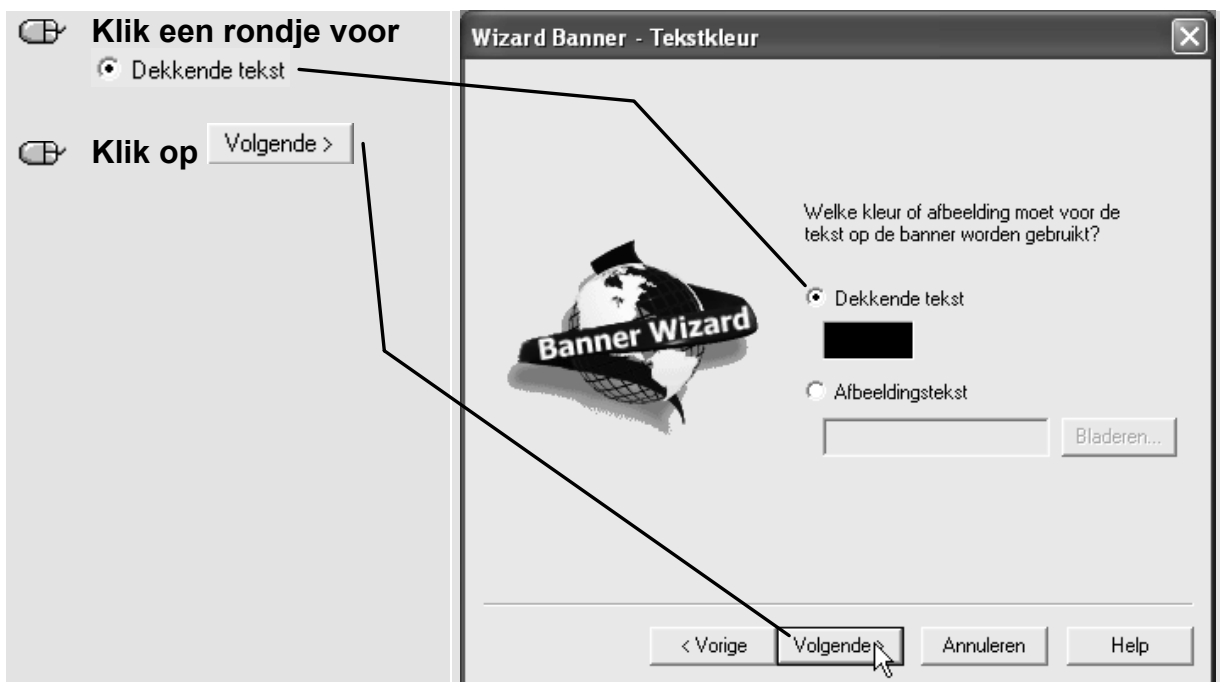 Klik een rondje voor
Dekkende tekst
Klik op Volgende >
Wizard Banner - Tekstkleur
Welke kleur of afbeelding moet voor de
tekst op de banner worden gebruikt?
Banner Wizard
Dekkende tekst
Afbeeldingstekst
Bladeren...
< Vorige Volgende > Annuleren Help